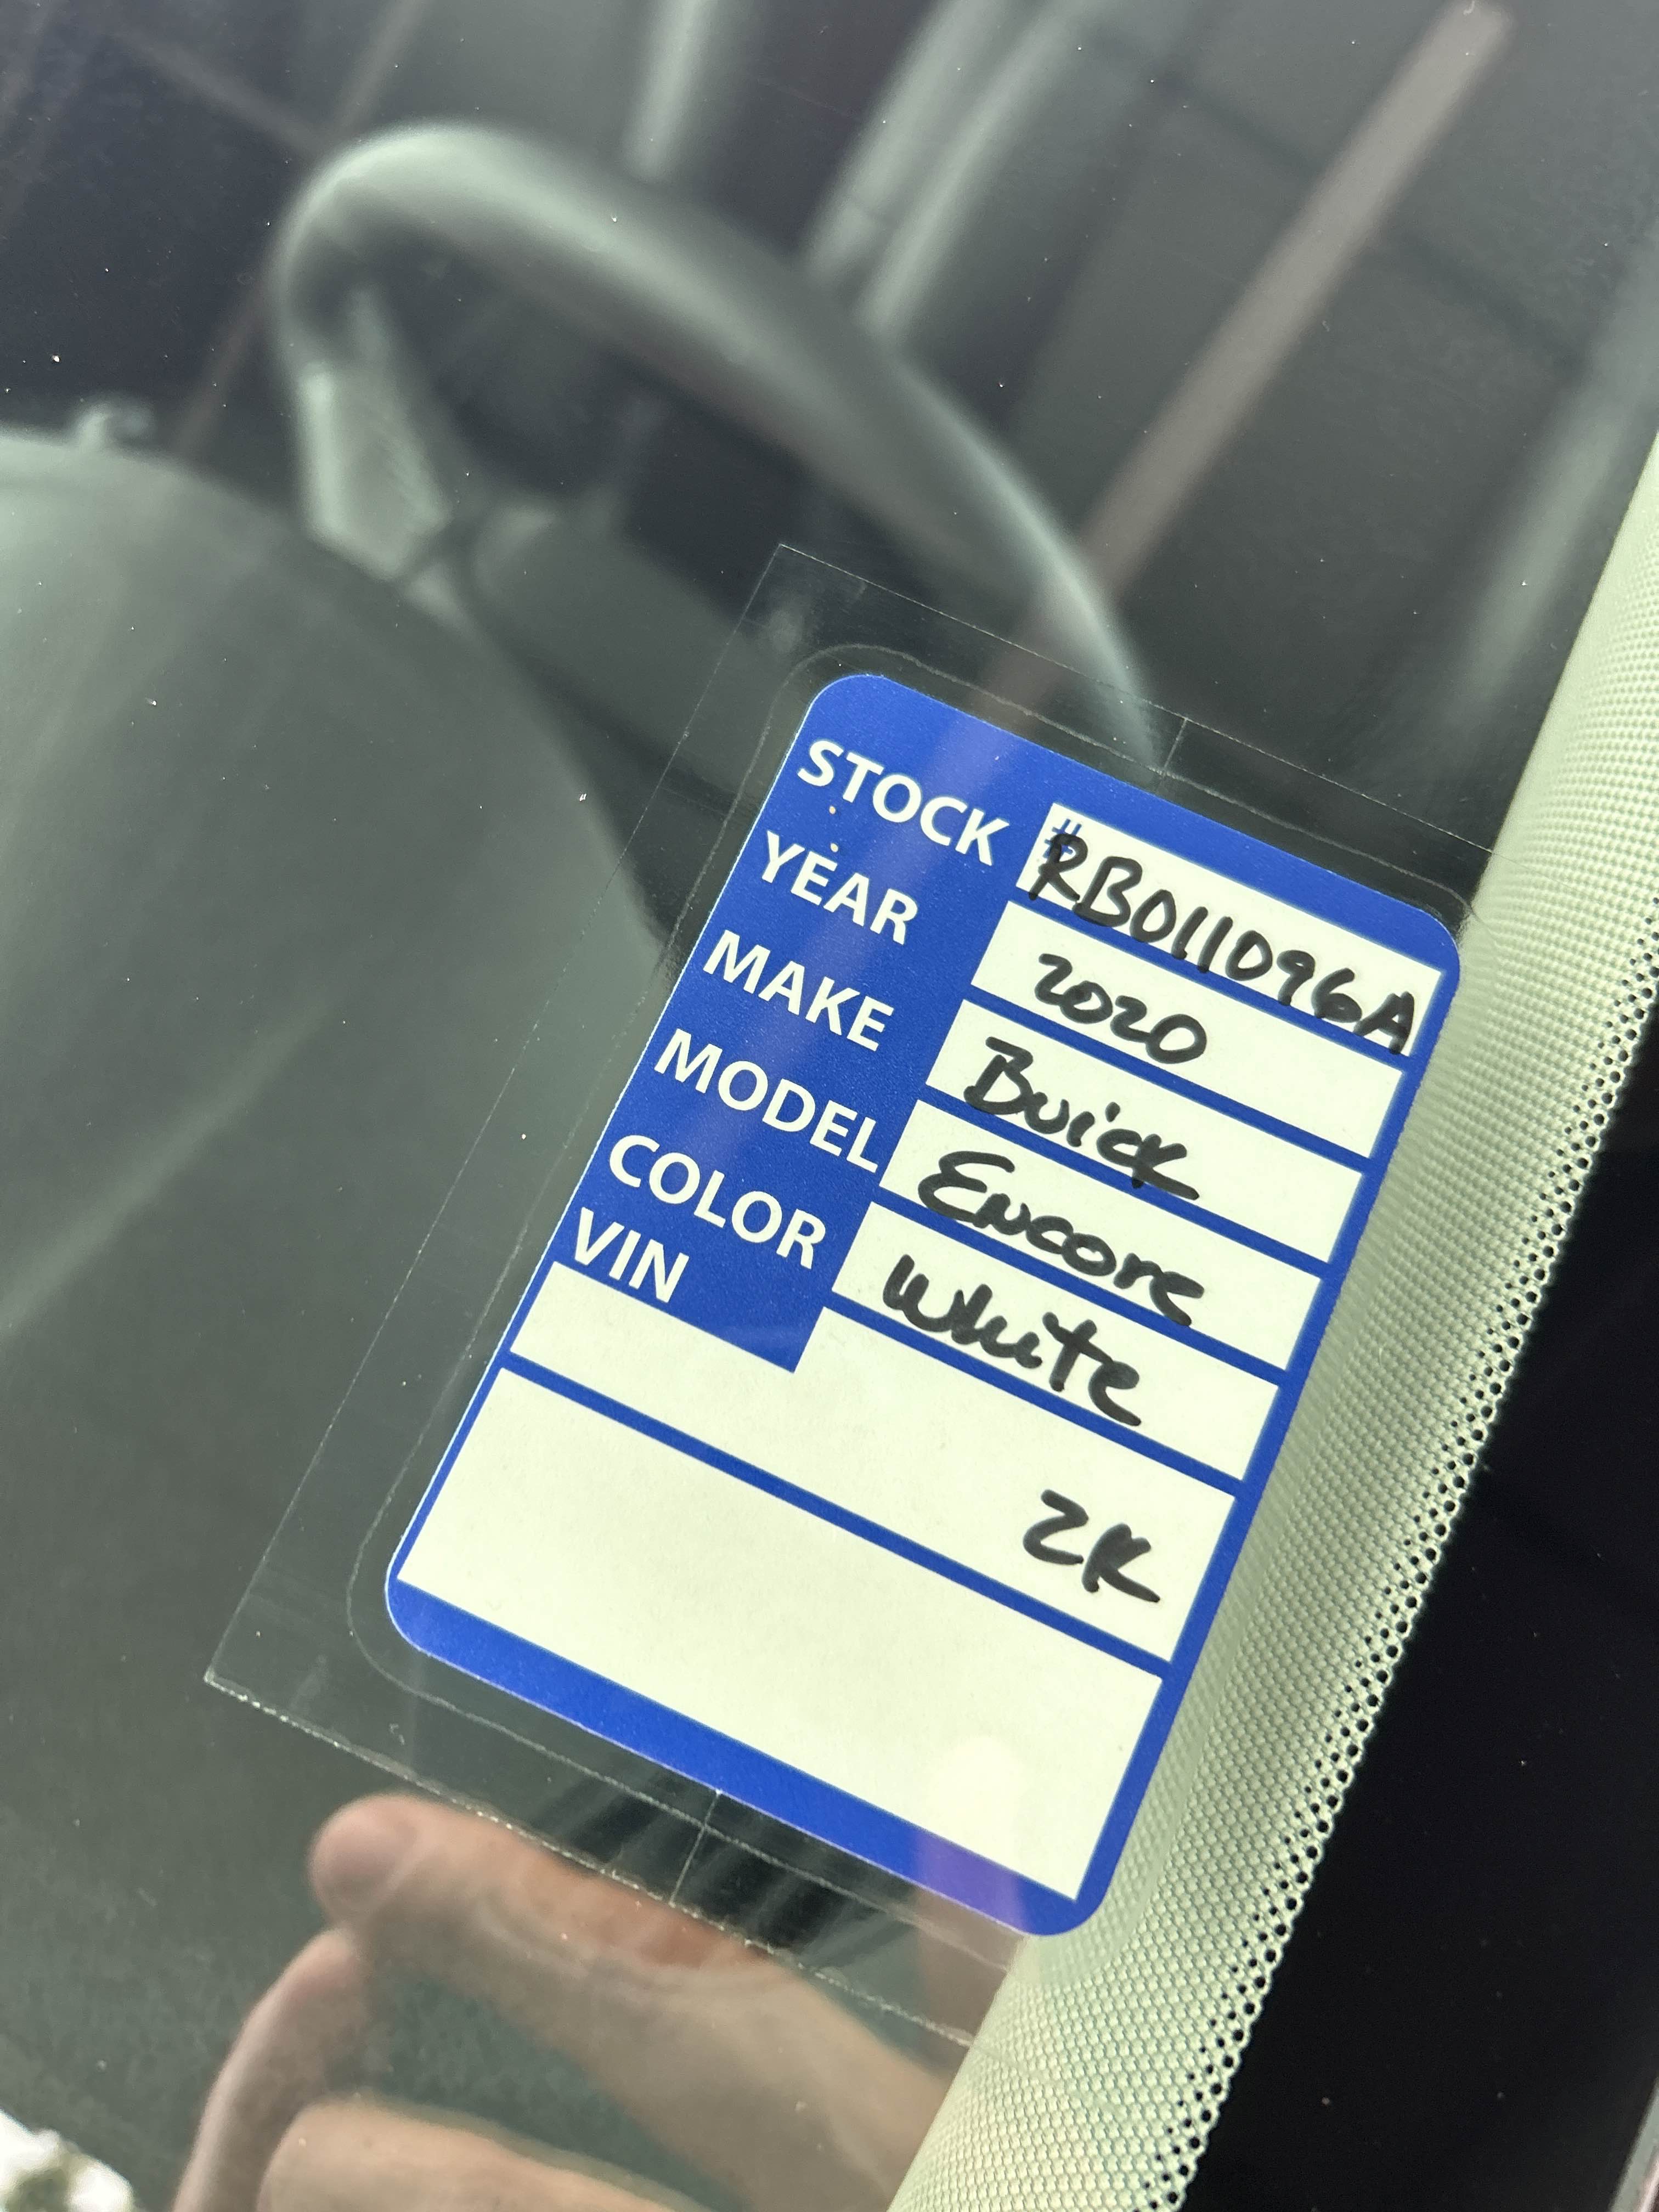 STOCK # RB011096A
YEAR 2020
MAKE Buick
MODEL Encore
COLOR White
VIN
2K